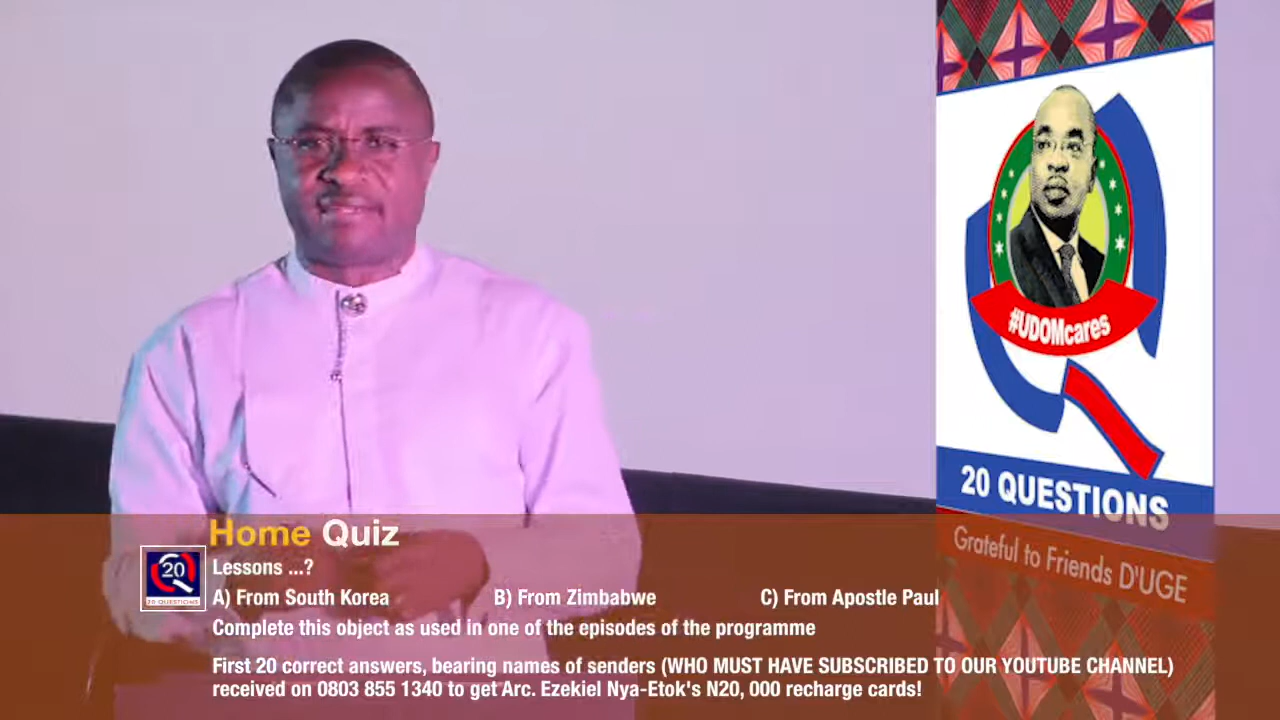 #UDOMcares
20 QUESTIONS
Grateful to Friends D'UGE
Home Quiz
20
20 QUESTIONS
Lessons ...?
A) From South Korea B) From Zimbabwe C) From Apostle Paul
Complete this object as used in one of the episodes of the programme
First 20 correct answers, bearing names of senders (WHO MUST HAVE SUBSCRIBED TO OUR YOUTUBE CHANNEL)
received on 0803 855 1340 to get Arc. Ezekiel Nya-Etok's N20, 000 recharge cards!